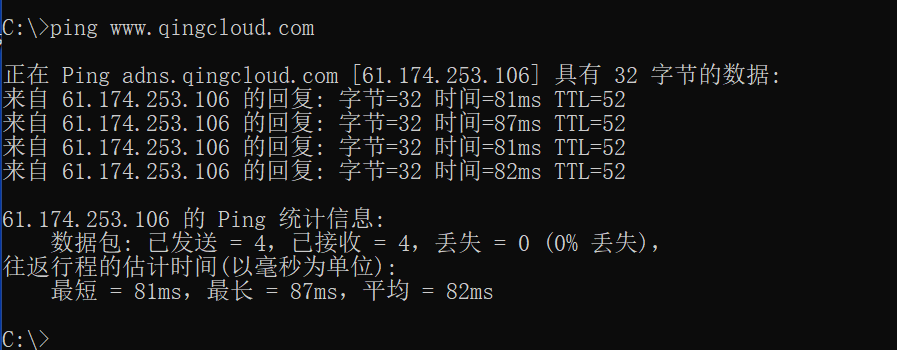 C:\>ping www.qingcloud.com
正在 Ping adns.qingcloud.com [61.174.253.106] 具有 32 字节的数据:
来自 61.174.253.106 的回复: 字节=32 时间=81ms TTL=52
来自 61.174.253.106 的回复: 字节=32 时间=87ms TTL=52
来自 61.174.253.106 的回复: 字节=32 时间=81ms TTL=52
来自 61.174.253.106 的回复: 字节=32 时间=82ms TTL=52
61.174.253.106 的 Ping 统计信息:
数据包: 已发送 = 4，已接收 = 4，丢失 = 0 (0% 丢失)，
往返行程的估计时间(以毫秒为单位):
最短 = 81ms，最长 = 87ms，平均 = 82ms
C:\>